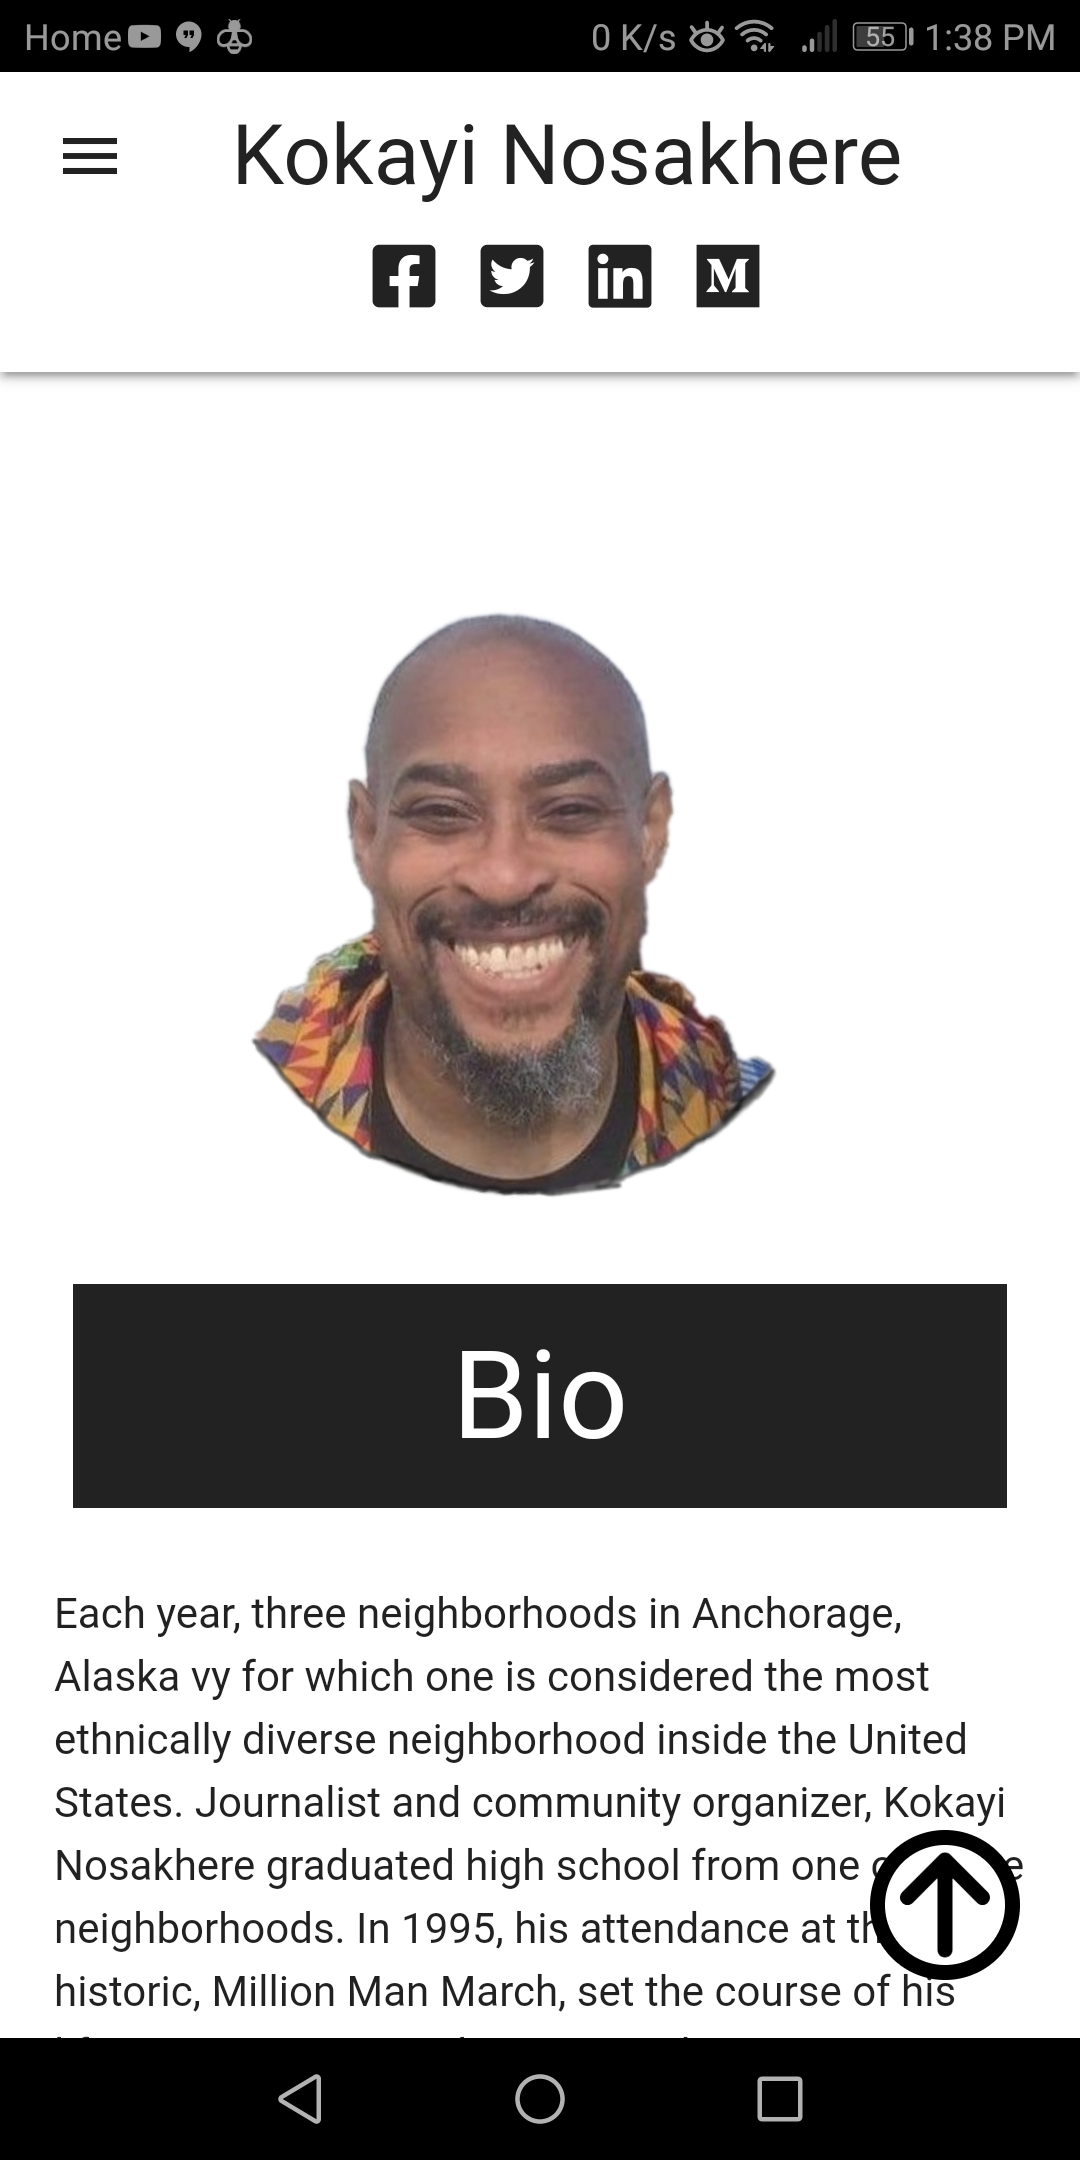 Home 0 K/s 55 1:38 PM
Kokayi Nosakhere
Bio
Each year, three neighborhoods in Anchorage,
Alaska vy for which one is considered the most
ethnically diverse neighborhood inside the United
States. Journalist and community organizer, Kokayi
Nosakhere graduated high school from one
neighborhoods. In 1995, his attendance at
historic, Million Man March, set the course of his